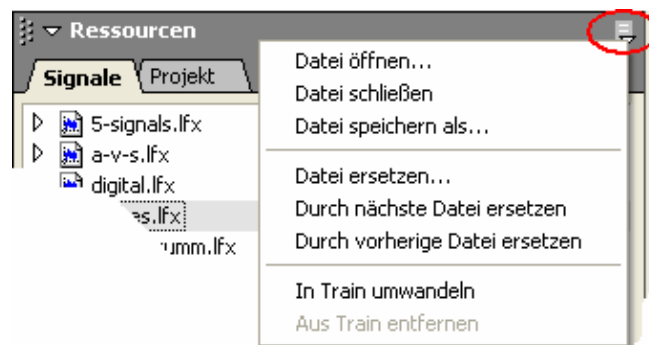 Ressourcen
Signale Projekt
5-signals.lfx
a-v-s.lfx
digital.lfx
es.lfx
umm.lfx
Datei öffnen...
Datei schließen
Datei speichern als...
Datei ersetzen...
Durch nächste Datei ersetzen
Durch vorherige Datei ersetzen
In Train umwandeln
Aus Train entfernen